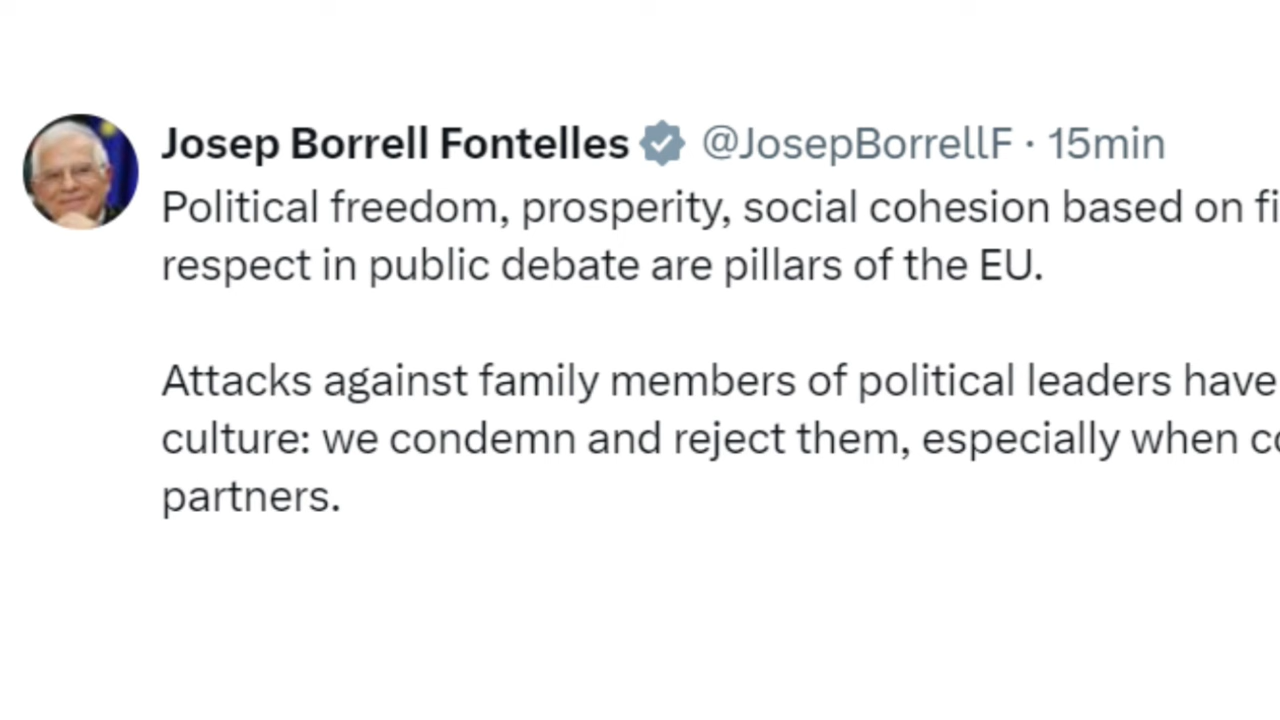 Josep Borrell Fontelles @JosepBorrellF · 15min
Political freedom, prosperity, social cohesion based on
respect in public debate are pillars of the EU.
Attacks against family members of political leaders have
culture: we condemn and reject them, especially when
partners.